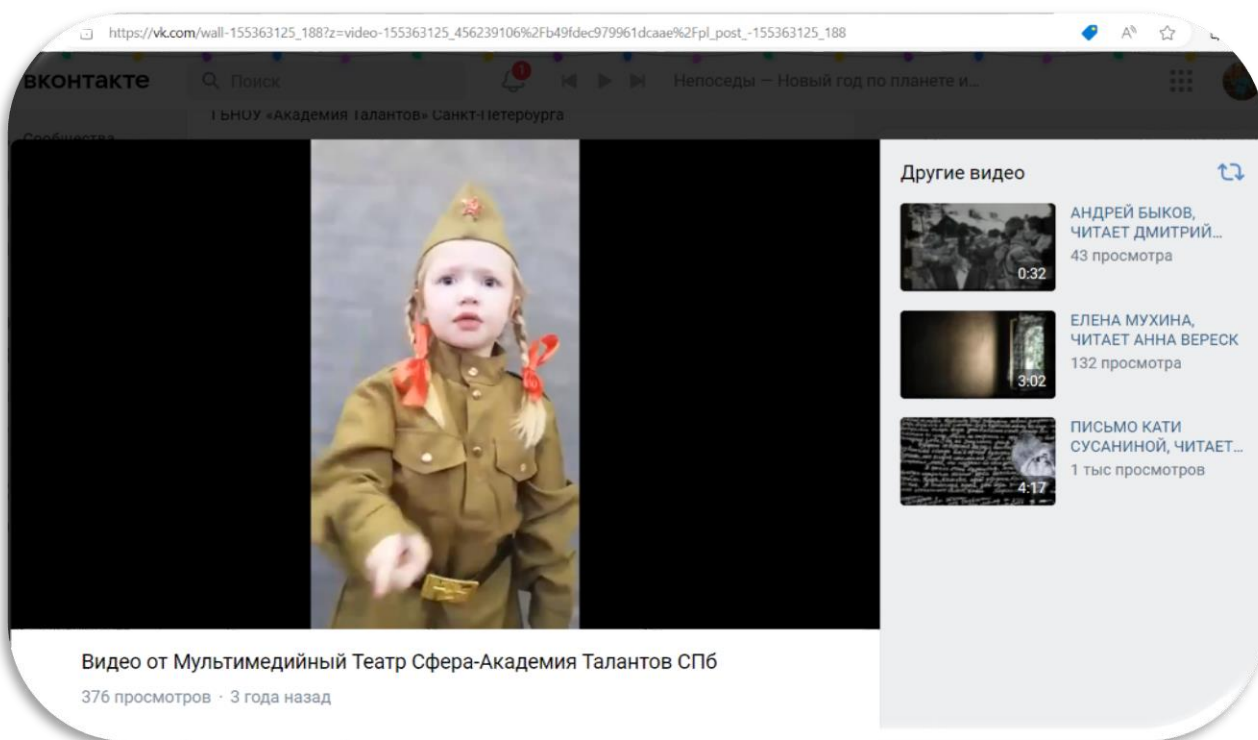 https://vk.com/wall-155363125_188?z=video-155363125_456239106%2Fb49fdec979961dcaae%2Fpl_post_-155363125_188
вконтакте
Поиск
1
Непоседы — Новый год по планете и...
ГБНОУ «Академия Талантов» Санкт-Петербурга
Сообщества
Другие видео
АНДРЕЙ БЫКОВ,
ЧИТАЕТ ДМИТРИЙ...
43 просмотра
0:32
ЕЛЕНА МУХИНА,
ЧИТАЕТ АННА ВЕРЕСК
132 просмотра
3:02
ПИСЬМО КАТИ
СУСАНИНОЙ, ЧИТАЕТ...
1 тыс просмотров
4:17
Видео от Мультимедийный Театр Сфера-Академия Талантов СПб
376 просмотров · 3 года назад